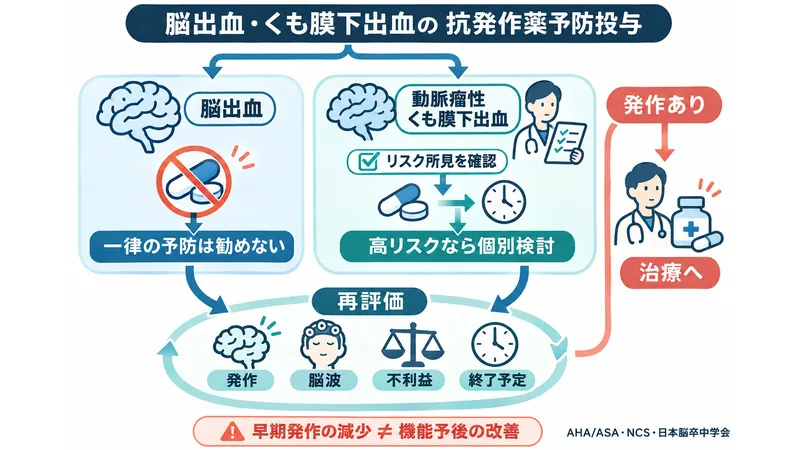 脳出血・くも膜下出血の 抗発作薬予防投与
脳出血
一律の予防は勧めない
動脈瘤性
くも膜下出血
リスク所見を確認
高リスクなら個別検討
発作あり
治療へ
再評価
発作
脳波
不利益
終了予定
早期発作の減少 ≠ 機能予後の改善
AHA/ASA・NCS・日本脳卒中学会